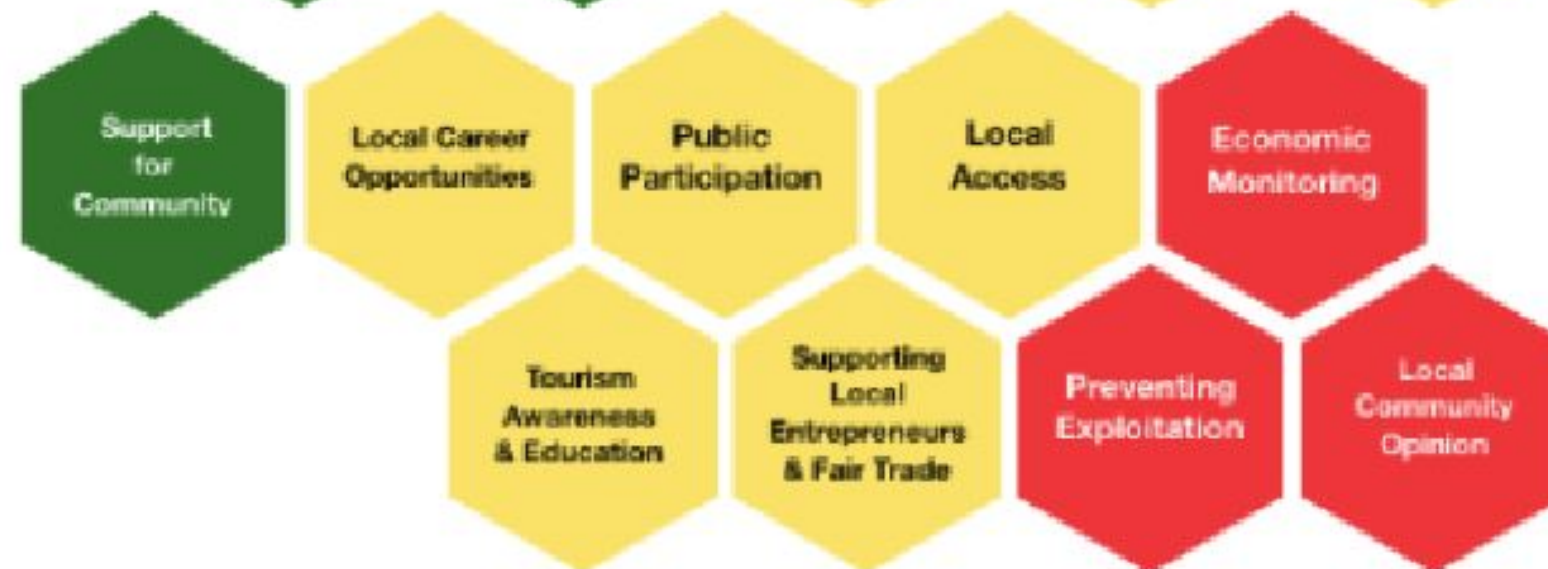 Support
for
Community
Local Career
Opportunities
Public
Participation
Local
Access
Economic
Monitoring
Tourism
Awareness
& Education
Supporting
Local
Entrepreneurs
& Fair Trade
Preventing
Exploitation
Local
Community
Opinion